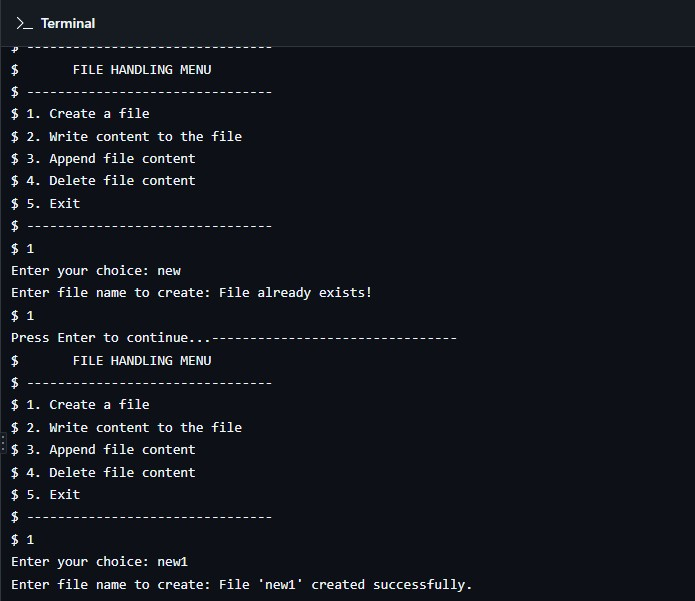 >_ Terminal
$ --------------------------------
$       FILE HANDLING MENU
$ --------------------------------
$ 1. Create a file
$ 2. Write content to the file
$ 3. Append file content
$ 4. Delete file content
$ 5. Exit
$ --------------------------------
$ 1
Enter your choice: new
Enter file name to create: File already exists!
$ 1
Press Enter to continue...--------------------------------
$       FILE HANDLING MENU
$ --------------------------------
$ 1. Create a file
$ 2. Write content to the file
$ 3. Append file content
$ 4. Delete file content
$ 5. Exit
$ --------------------------------
$ 1
Enter your choice: new1
Enter file name to create: File 'new1' created successfully.